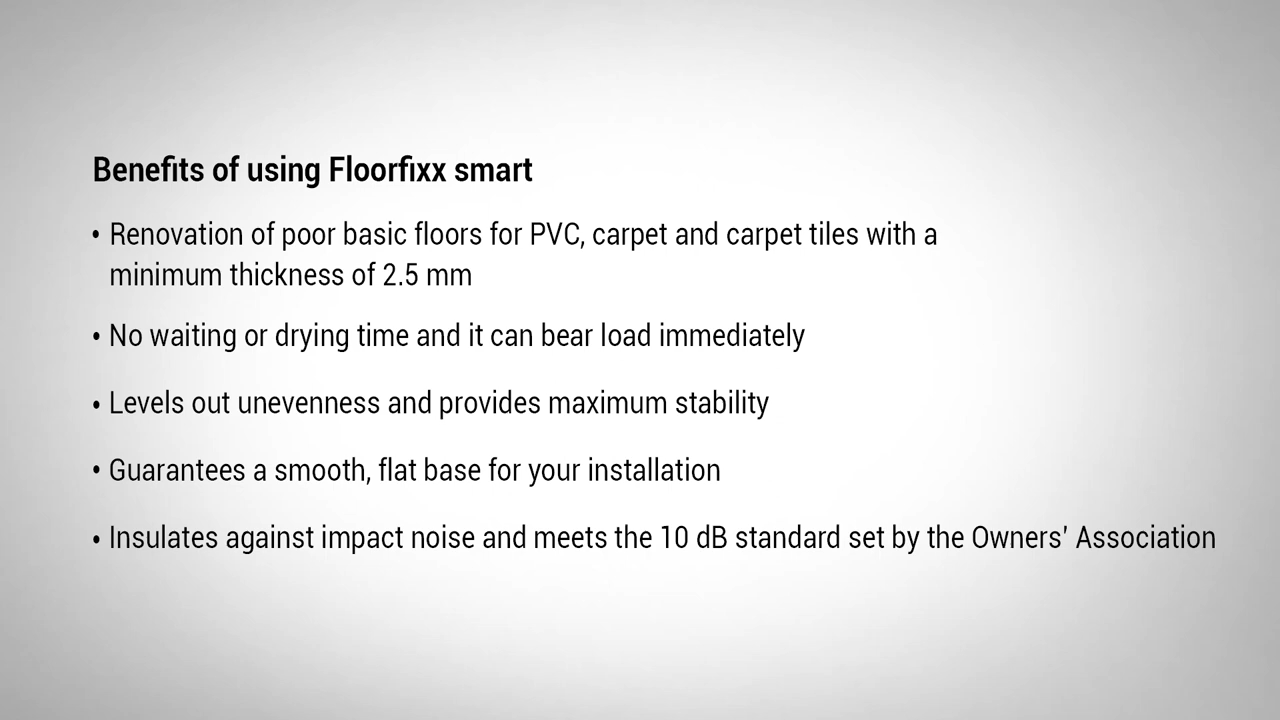 Benefits of using Floorfixx smart
• Renovation of poor basic floors for PVC, carpet and carpet tiles with a
minimum thickness of 2.5 mm
• No waiting or drying time and it can bear load immediately
• Levels out unevenness and provides maximum stability
• Guarantees a smooth, flat base for your installation
• Insulates against impact noise and meets the 10 dB standard set by the Owners' Association